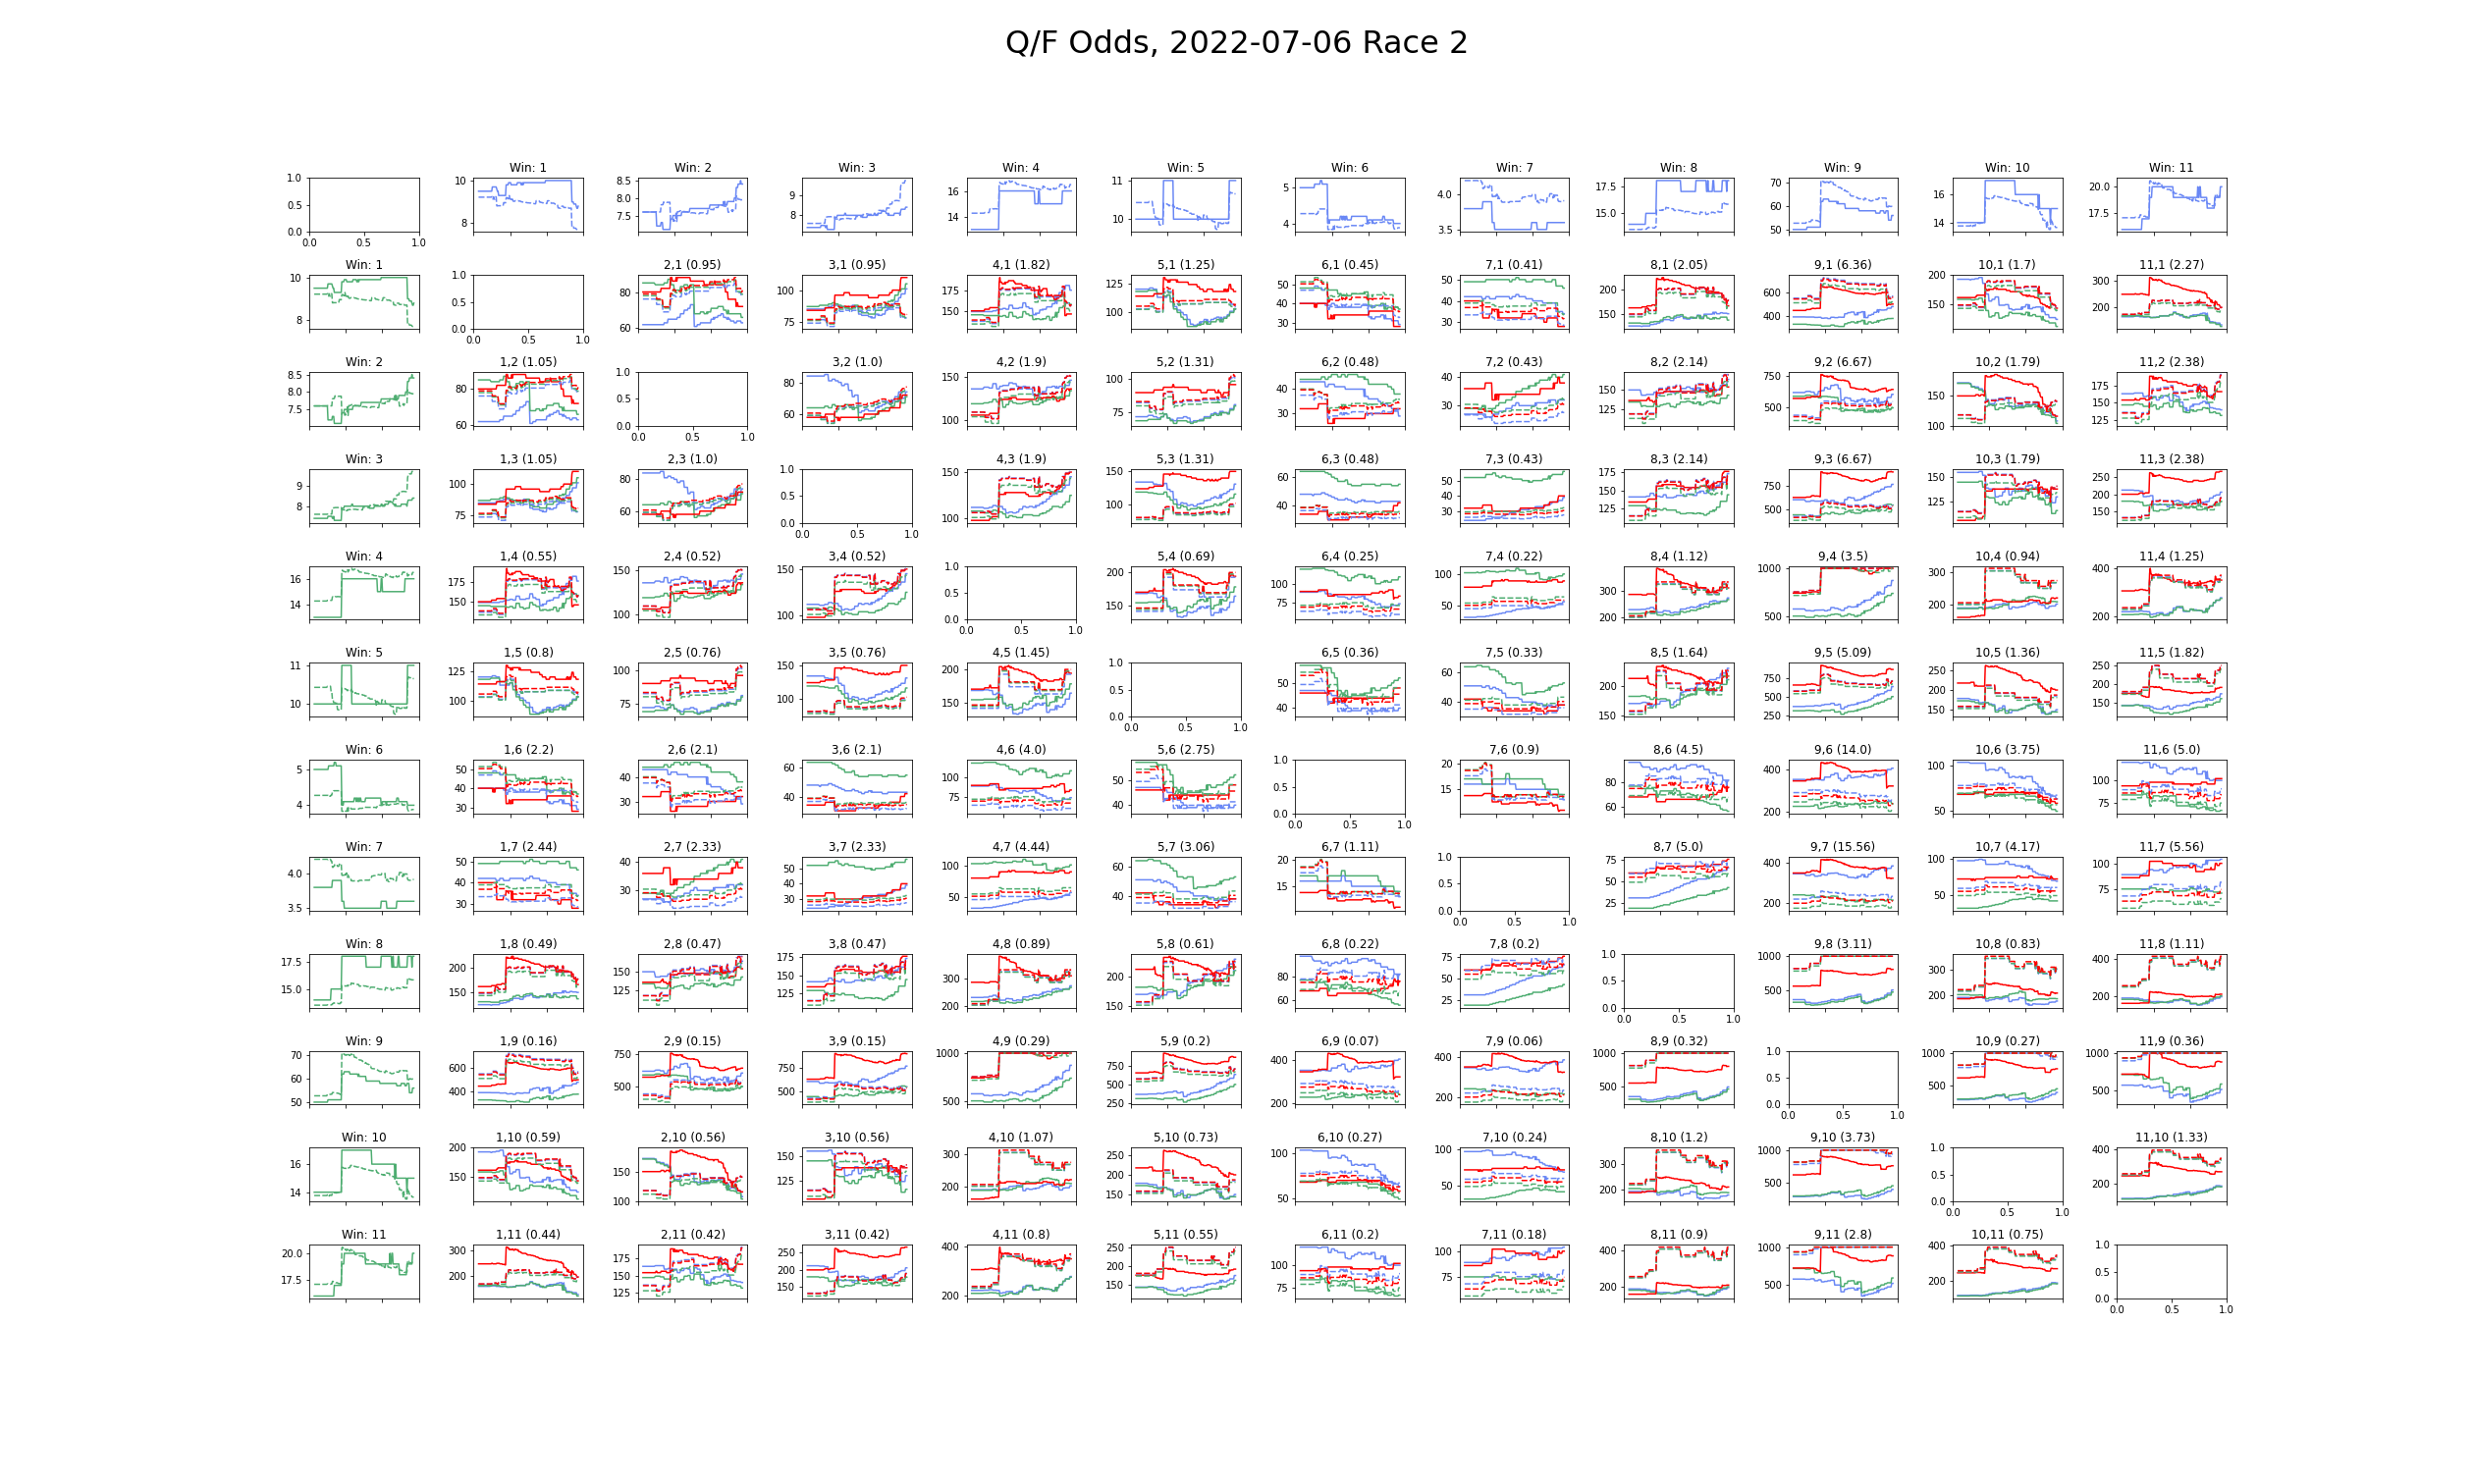 Q/F Odds, 2022-07-06 Race 2
Win: 1 Win: 2 Win: 3 Win: 4 Win: 5 Win: 6 Win: 7 Win: 8 Win: 9 Win: 10 Win: 11
1.0 0.8 0.6 0.4 0.2 0.0 10 8 8.5 8.0 7.5 9 8 16 14 11 10 5 4 4.0 3.5 17.5 15.0 70 60 50 16 14 20.0 17.5
0.0 0.5 1.0
Win: 1 2,1 (0.95) 3,1 (0.95) 4,1 (1.82) 5,1 (1.25) 6,1 (0.45) 7,1 (0.41) 8,1 (2.05) 9,1 (6.36) 10,1 (1.7) 11,1 (2.27)
10 8 1.0 0.5 0.0 80 60 100 75 175 150 125 100 50 40 30 50 40 30 200 150 600 400 200 150 300 200
0.0 0.5 1.0
Win: 2 1,2 (1.05) 3,2 (1.0) 4,2 (1.9) 5,2 (1.31) 6,2 (0.48) 7,2 (0.43) 8,2 (2.14) 9,2 (6.67) 10,2 (1.79) 11,2 (2.38)
8.5 8.0 7.5 80 60 1.0 0.5 0.0 80 60 150 100 100 75 40 30 40 30 150 125 750 500 200 150 100 175 150 125
0.0 0.5 1.0
Win: 3 1,3 (1.05) 2,3 (1.0) 4,3 (1.9) 5,3 (1.31) 6,3 (0.48) 7,3 (0.43) 8,3 (2.14) 9,3 (6.67) 10,3 (1.79) 11,3 (2.38)
9 8 100 75 80 60 1.0 0.5 0.0 150 100 150 100 60 40 50 40 30 175 150 125 750 500 150 125 250 200 150
0.0 0.5 1.0
Win: 4 1,4 (0.55) 2,4 (0.52) 3,4 (0.52) 5,4 (0.69) 6,4 (0.25) 7,4 (0.22) 8,4 (1.12) 9,4 (3.5) 10,4 (0.94) 11,4 (1.25)
16 14 175 150 150 100 150 125 100 1.0 0.5 0.0 200 150 100 75 100 50 300 200 1000 500 300 200 400 200
0.0 0.5 1.0
Win: 5 1,5 (0.8) 2,5 (0.76) 3,5 (0.76) 4,5 (1.45) 6,5 (0.36) 7,5 (0.33) 8,5 (1.64) 9,5 (5.09) 10,5 (1.36) 11,5 (1.82)
11 10 125 100 100 75 150 100 200 150 1.0 0.5 0.0 50 40 60 40 200 150 750 500 250 250 200 150 250 200 150
0.0 0.5 1.0
Win: 6 1,6 (2.2) 2,6 (2.1) 3,6 (2.1) 4,6 (4.0) 5,6 (2.75) 7,6 (0.9) 8,6 (4.5) 9,6 (14.0) 10,6 (3.75) 11,6 (5.0)
5 4 50 40 30 40 30 60 40 100 75 50 40 1.0 0.5 0.0 20 15 80 60 400 200 100 50 100 75
0.0 0.5 1.0
Win: 7 1,7 (2.44) 2,7 (2.33) 3,7 (2.33) 4,7 (4.44) 5,7 (3.06) 6,7 (1.11) 8,7 (5.0) 9,7 (15.56) 10,7 (4.17) 11,7 (5.56)
4.0 3.5 50 40 30 40 30 50 40 30 100 50 60 40 20 15 1.0 0.5 0.0 75 50 25 400 200 100 50 100 75
0.0 0.5 1.0
Win: 8 1,8 (0.49) 2,8 (0.47) 3,8 (0.47) 4,8 (0.89) 5,8 (0.61) 6,8 (0.22) 7,8 (0.2) 9,8 (3.11) 10,8 (0.83) 11,8 (1.11)
17.5 15.0 200 150 150 125 175 150 125 300 200 200 150 80 60 75 50 25 1.0 0.5 0.0 1000 500 300 200 400 200
0.0 0.5 1.0
Win: 9 1,9 (0.16) 2,9 (0.15) 3,9 (0.15) 4,9 (0.29) 5,9 (0.2) 6,9 (0.07) 7,9 (0.06) 8,9 (0.32) 10,9 (0.27) 11,9 (0.36)
70 60 50 600 400 750 500 750 500 1000 500 750 500 250 400 200 400 200 1000 500 1.0 0.5 0.0 1000 500 1000 500
0.0 0.5 1.0
Win: 10 1,10 (0.59) 2,10 (0.56) 3,10 (0.56) 4,10 (1.07) 5,10 (0.73) 6,10 (0.27) 7,10 (0.24) 8,10 (1.2) 9,10 (3.73) 11,10 (1.33)
16 14 200 150 150 100 150 125 300 200 250 200 150 100 50 100 50 300 200 1000 500 1.0 0.5 0.0 400 200
0.0 0.5 1.0
Win: 11 1,11 (0.44) 2,11 (0.42) 3,11 (0.42) 4,11 (0.8) 5,11 (0.55) 6,11 (0.2) 7,11 (0.18) 8,11 (0.9) 9,11 (2.8) 10,11 (0.75)
20.0 17.5 300 200 175 150 125 250 200 150 400 200 250 200 150 100 75 100 75 400 200 1000 500 400 200 1.0 0.5 0.0
0.0 0.5 1.0